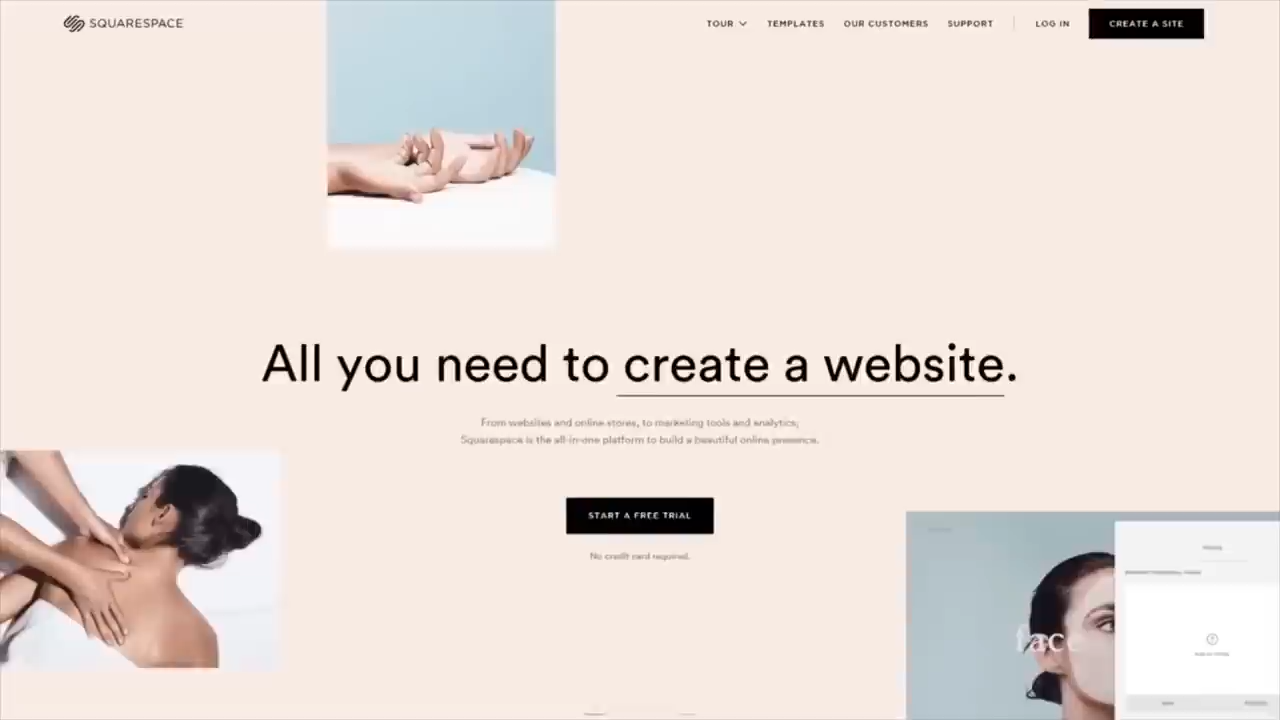 SQUARESPACE
TOUR
TEMPLATES
OUR CUSTOMERS
SUPPORT
LOG IN
CREATE A SITE
All you need to create a website.
From websites and online stores, to marketing tools and analytics,
Squarespace is the all-in-one platform to build a beautiful online presence.
START A FREE TRIAL
No credit card required.
face